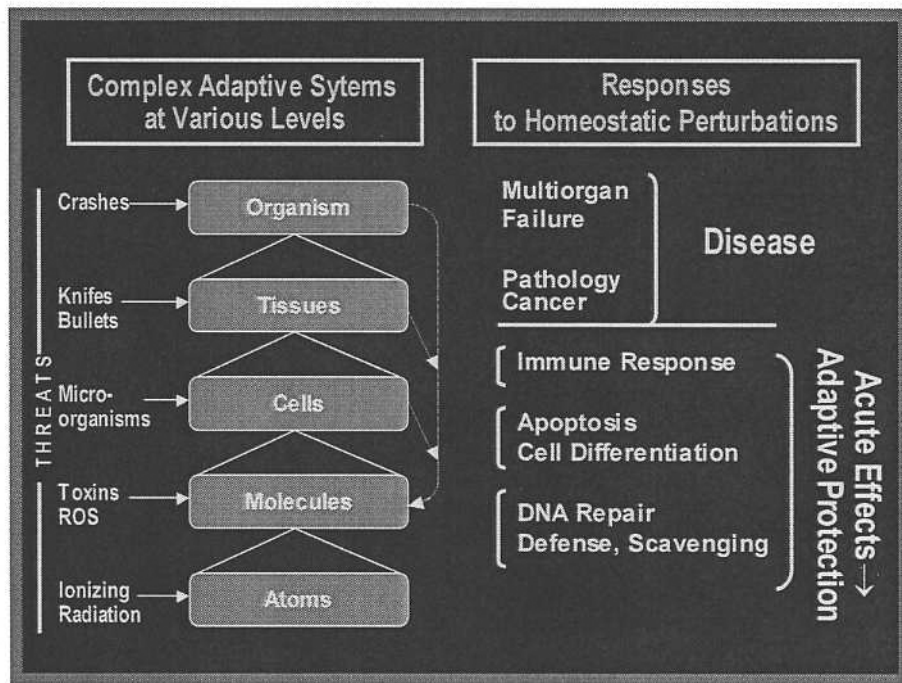 Complex Adaptive Sytems
at Various Levels
Responses
to Homeostatic Perturbations
THREATS
Crashes
Organism
Knifes
Bullets
Tissues
Micro-
organisms
Cells
Toxins
ROS
Molecules
Ionizing
Radiation
Atoms
Multiorgan
Failure
Pathology
Cancer
Disease
Immune Response
Apoptosis
Cell Differentiation
DNA Repair
Defense, Scavenging
Acute Effects →
Adaptive Protection